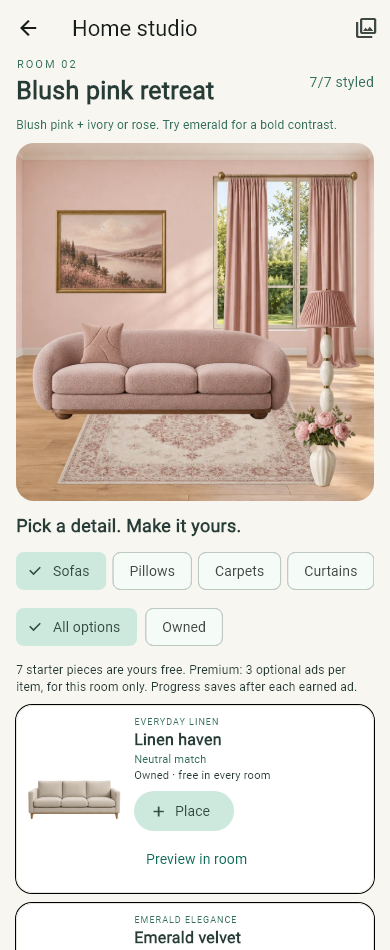 Home studio
ROOM 02
Blush pink retreat
7/7 styled
Blush pink + ivory or rose. Try emerald for a bold contrast.
Pick a detail. Make it yours.
Sofas
Pillows
Carpets
Curtains
All options
Owned
7 starter pieces are yours free. Premium: 3 optional ads per
item, for this room only. Progress saves after each earned ad.
EVERYDAY LINEN
Linen haven
Neutral match
Owned · free in every room
Place
Preview in room
EMERALD ELEGANCE
Emerald velvet